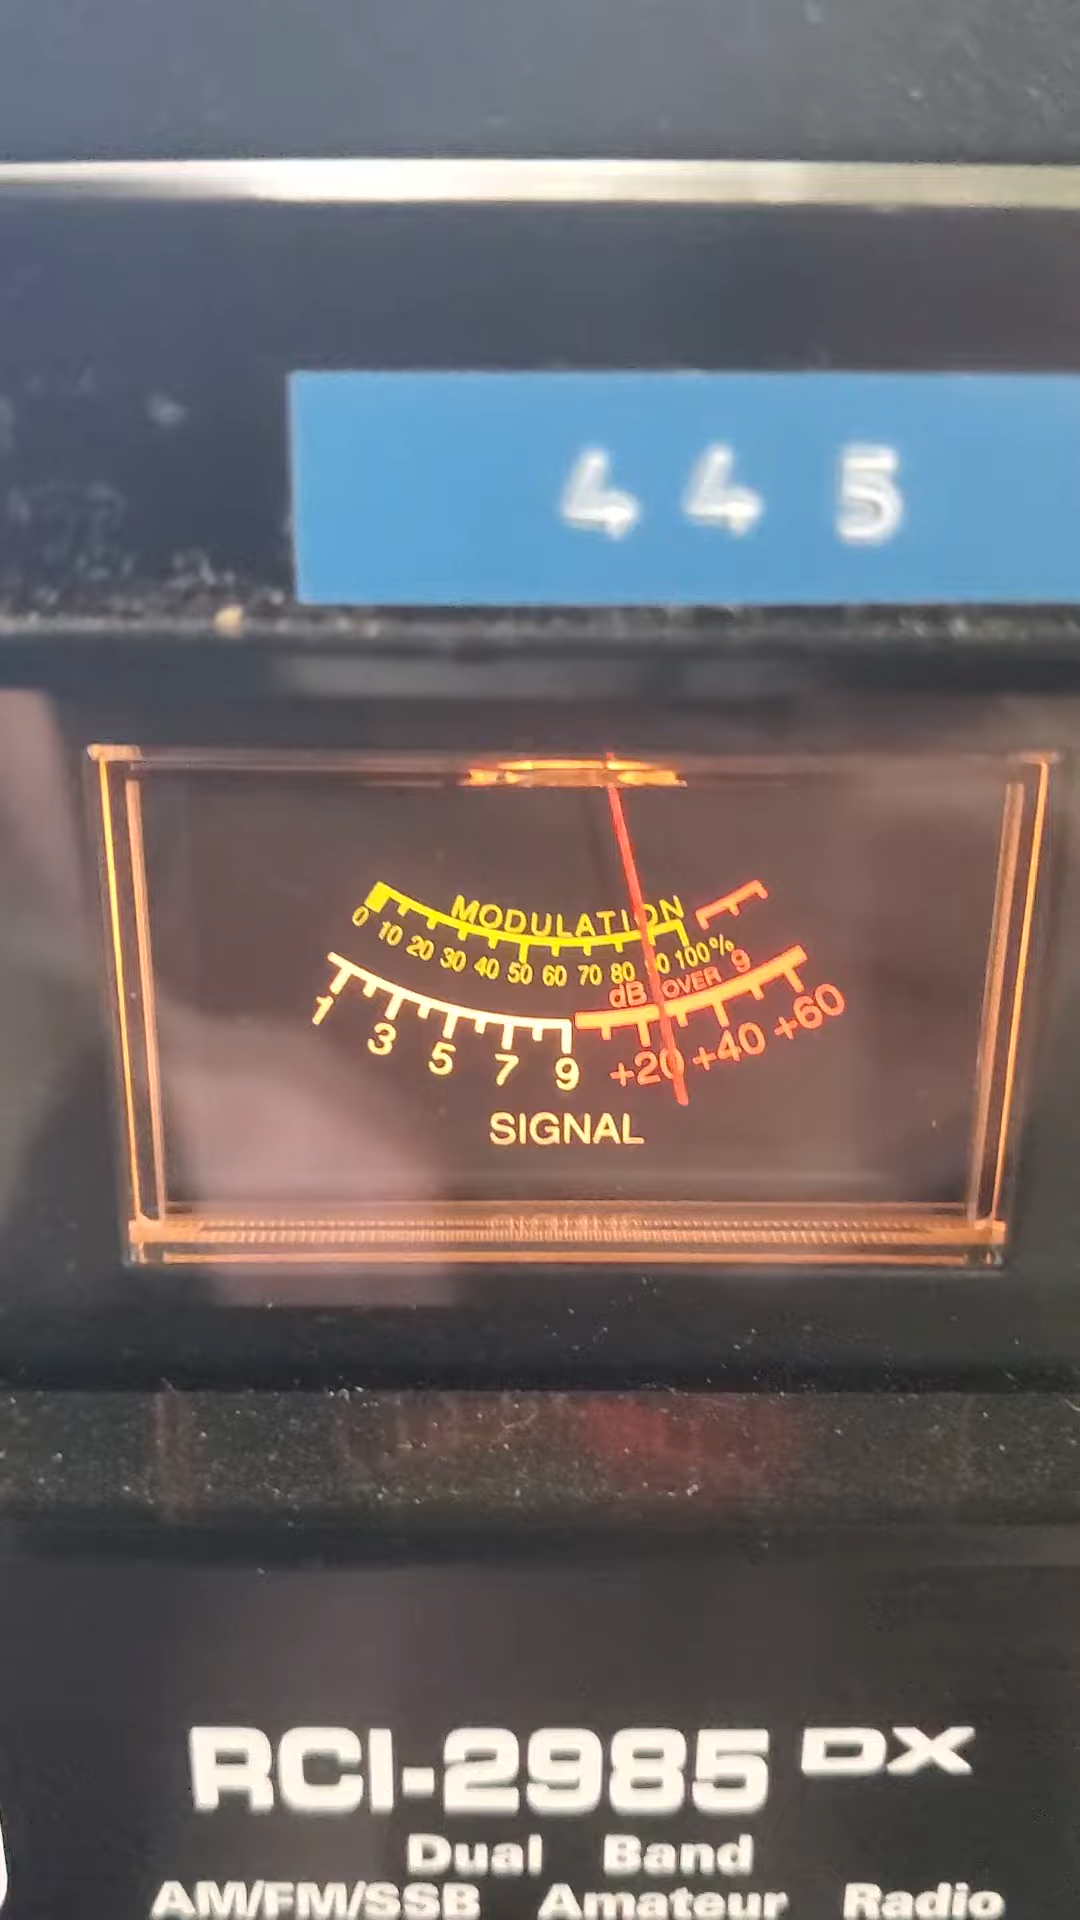 445
MODULATION
0 10 20 30 40 50 60 70 80 90 100%
dB OVER 9
1 3 5 7 9 +20 +40 +60
SIGNAL
RCI-2985 DX
Dual Band
AM/FM/SSB Amateur Radio